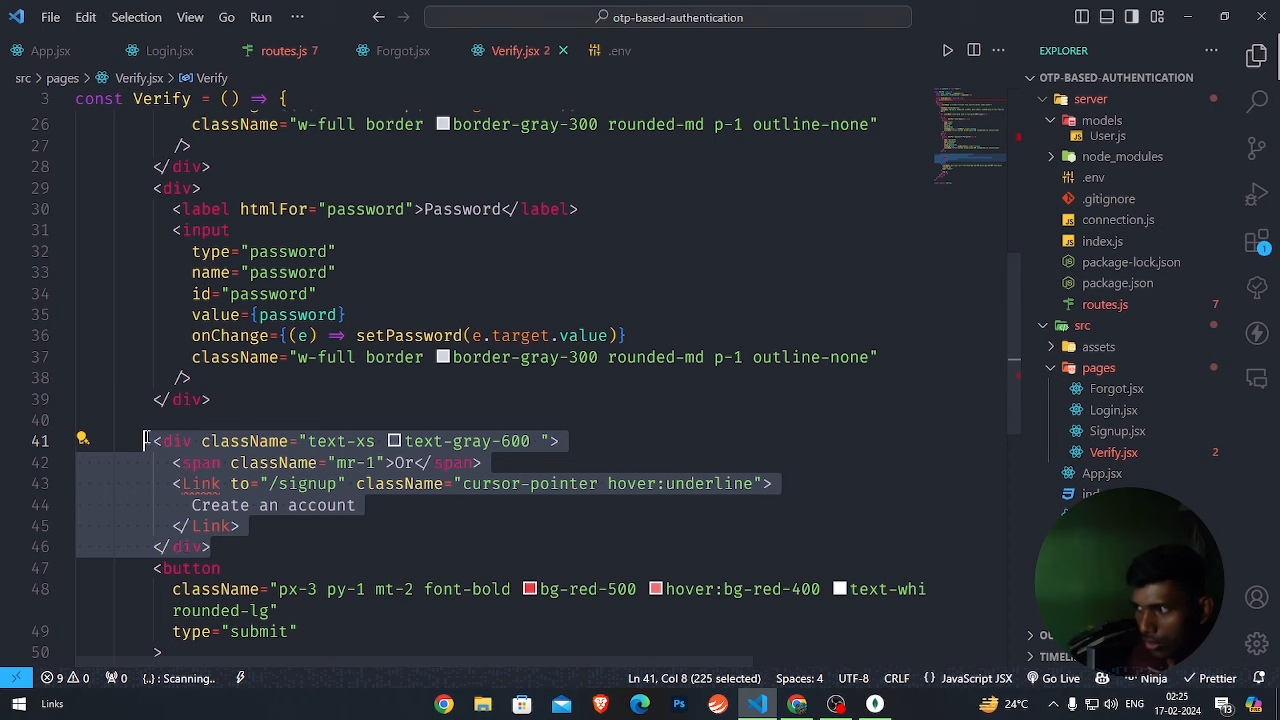 File Edit Selection View Go Run ...
otp-based-authentication
App.jsx Login.jsx routes.js 7 Forgot.jsx Verify.jsx 2 .env
EXPLORER
src > pages > Verify.jsx > Verify
OTP-BASED-AUTHENTICATION
3 const Verify = () => {
className="w-full border border-gray-300 rounded-md p-1 outline-none"
</div>
29 <div>
30 <label htmlFor="password">Password</label>
31 <input
32 type="password"
33 name="password"
34 id="password"
35 value={password}
36 onChange={(e) => setPassword(e.target.value)}
37 className="w-full border border-gray-300 rounded-md p-1 outline-none"
38 />
39 </div>
40
41 <div className="text-xs text-gray-600 ">
42 <span className="mr-1">Or</span>
43 <Link to="/signup" className="cursor-pointer hover:underline">
44 Create an account
45 </Link>
46 </div>
47 <button
48 className="px-3 py-1 mt-2 font-bold bg-red-500 hover:bg-red-400 text-whi
rounded-lg"
49 type="submit"
50 >
server
models
User.js
.env
.gitignore
connection.js
index.js
package-lock.json
package.json
routes.js 7
src
assets
pages
Forgot.jsx
Login.jsx
Signup.jsx
Verify.jsx 2
App.jsx
1
9 0 0 {..} : Scanning.. Ln 41, Col 8 (225 selected) Spaces: 4 UTF-8 CRLF {} JavaScript JSX Go Live Ninja Prettier
Links 24°C 02:25